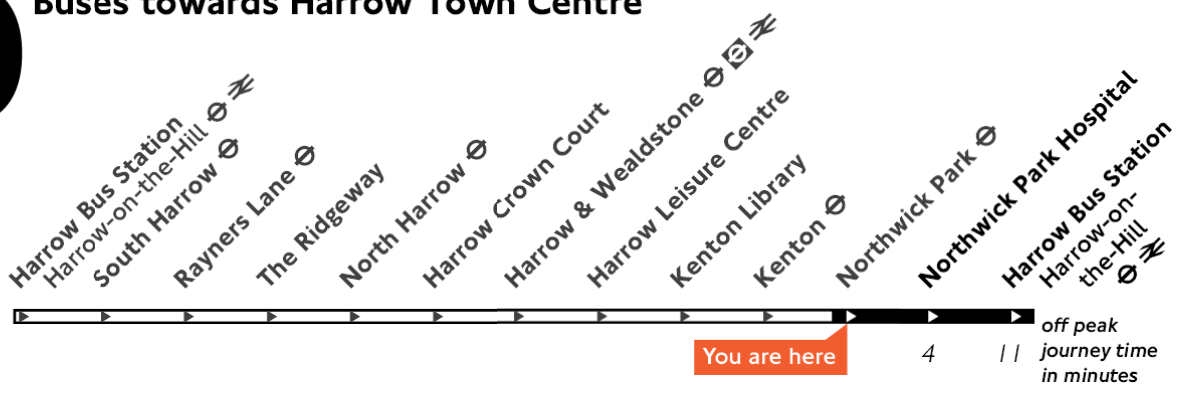 Buses towards Harrow Town Centre
Harrow Bus Station
Harrow-on-the-Hill
South Harrow
Rayners Lane
The Ridgeway
North Harrow
Harrow Crown Court
Harrow & Wealdstone
Harrow Leisure Centre
Kenton Library
Kenton
Northwick Park
Northwick Park Hospital
Harrow Bus Station
Harrow-on-
the-Hill
You are here
4
11
off peak
journey time
in minutes